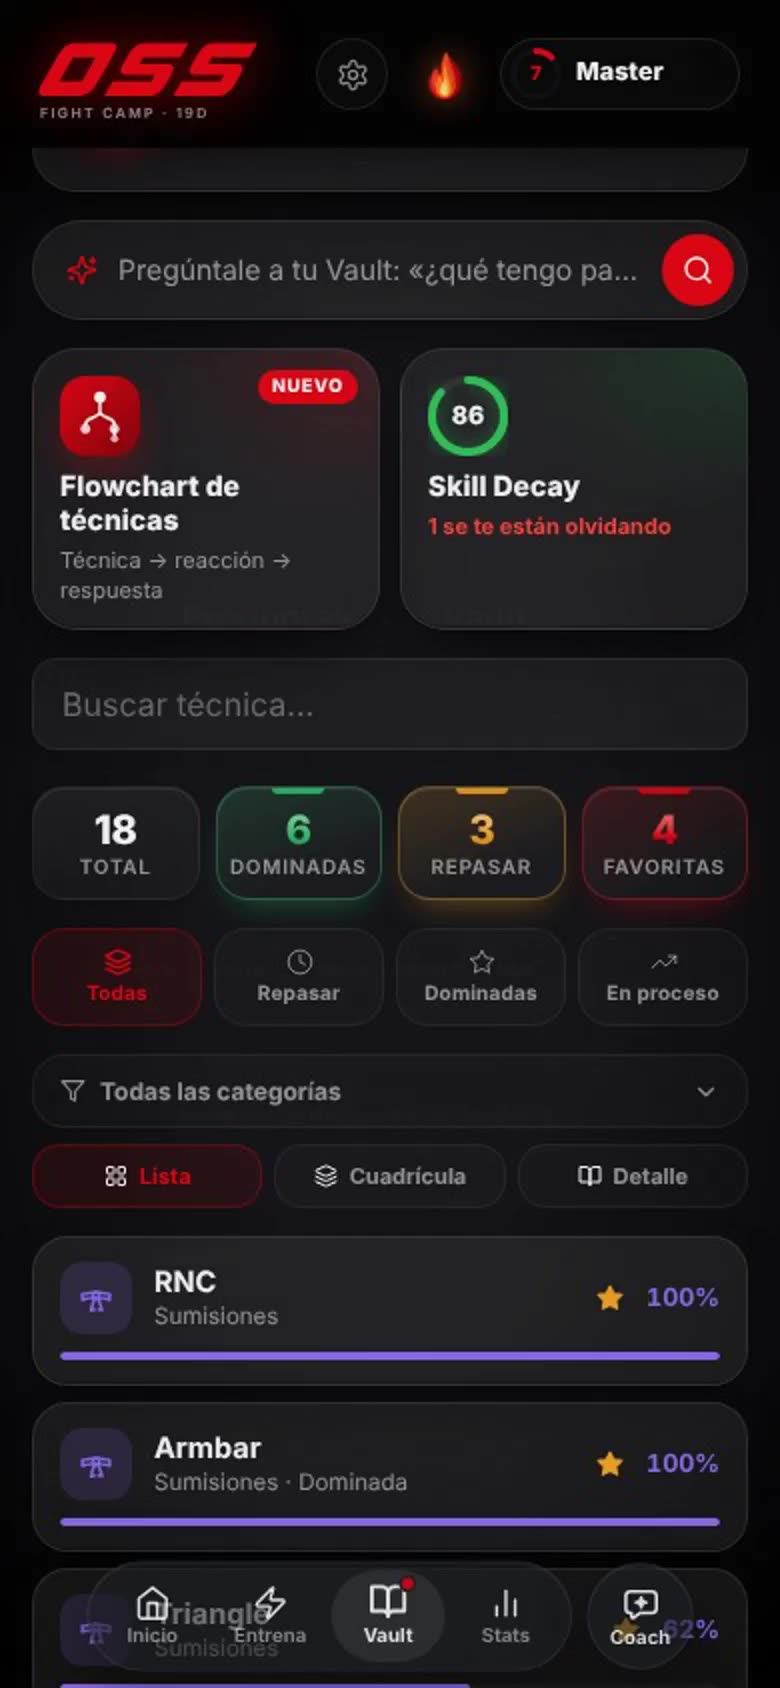 OSS
FIGHT CAMP · 19D
7
Master
Pregúntale a tu Vault: «¿qué tengo pa...
NUEVO
Flowchart de
técnicas
Técnica → reacción →
respuesta
86
Skill Decay
1 se te están olvidando
Buscar técnica...
18
TOTAL
6
DOMINADAS
3
REPASAR
4
FAVORITAS
Todas
Repasar
Dominadas
En proceso
Todas las categorías
Lista
Cuadrícula
Detalle
RNC
Sumisiones
100%
Armbar
Sumisiones · Dominada
100%
Triangle
Sumisiones
62%
Inicio
Entrena
Vault
Stats
Coach